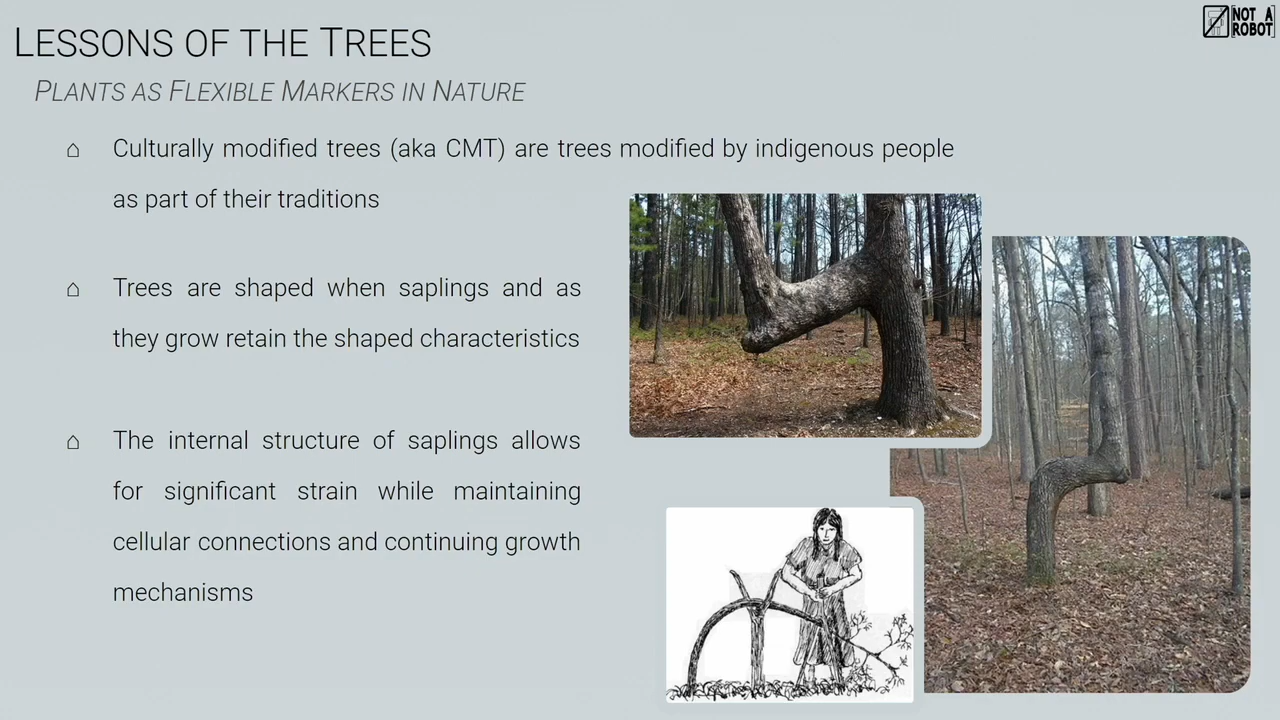 LESSONS OF THE TREES
NOT A
ROBOT
PLANTS AS FLEXIBLE MARKERS IN NATURE
Culturally modified trees (aka CMT) are trees modified by indigenous people
as part of their traditions
Trees are shaped when saplings and as
they grow retain the shaped characteristics
The internal structure of saplings allows
for significant strain while maintaining
cellular connections and continuing growth
mechanisms